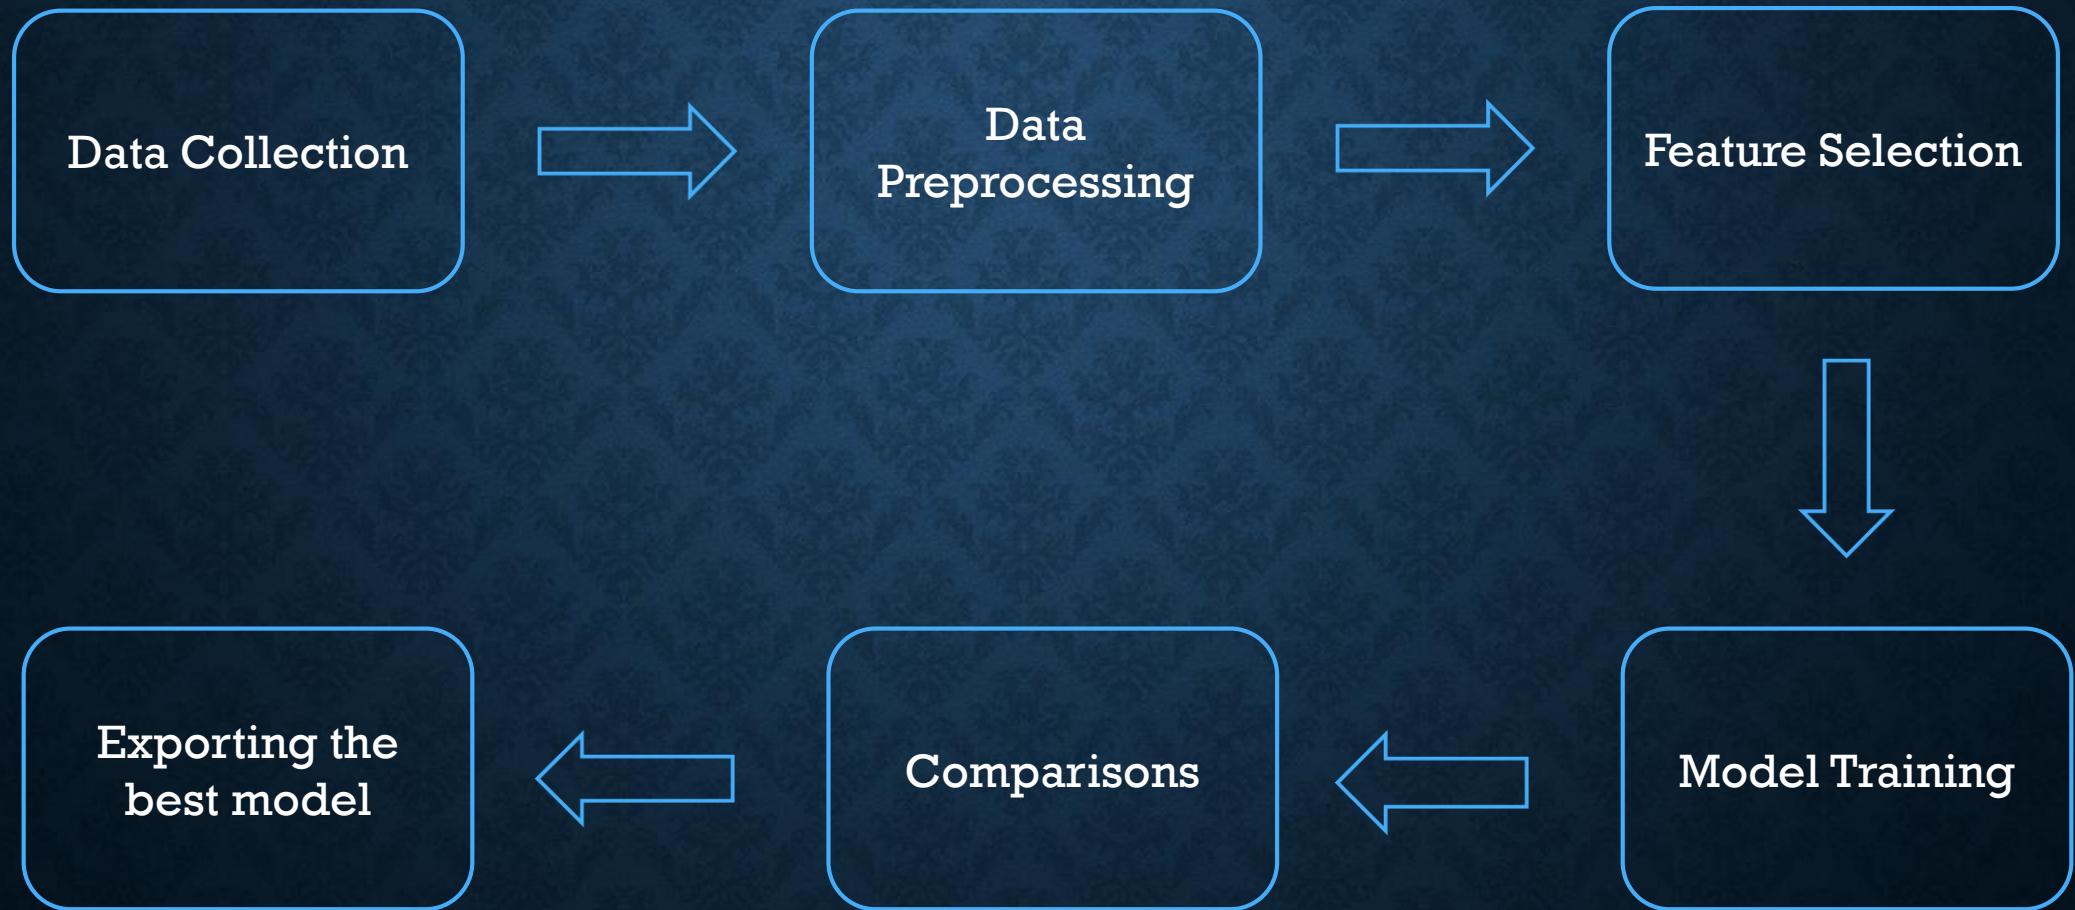 Data Collection
Data
Preprocessing
Feature Selection
Model Training
Comparisons
Exporting the
best model